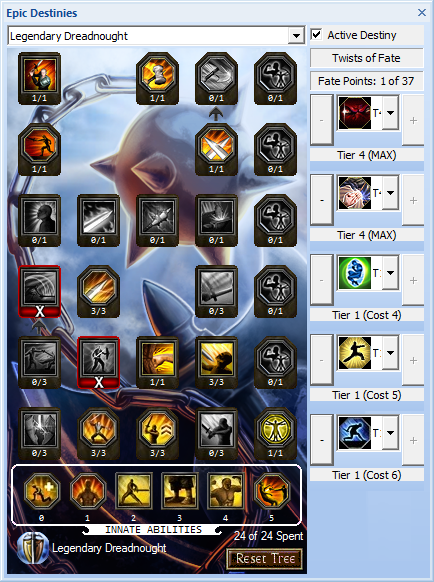 Epic Destinies
Legendary Dreadnought
Active Destiny
Twists of Fate
Fate Points: 1 of 37
1/1 1/1 0/1 0/1
1/1 1/1 0/1
0/1 0/1 0/1 0/1 0/1
X 3/3 0/3 0/1
0/3 X 1/1 3/3 0/1
0/3 3/3 3/3 0/3 1/1
- +
Tier 4 (MAX)
- +
Tier 4 (MAX)
- T +
Tier 1 (Cost 4)
- T +
Tier 1 (Cost 5)
- T +
Tier 1 (Cost 6)
0 1 2 3 4 5
INNATE ABILITIES
24 of 24 Spent
Legendary Dreadnought
RESET TREE